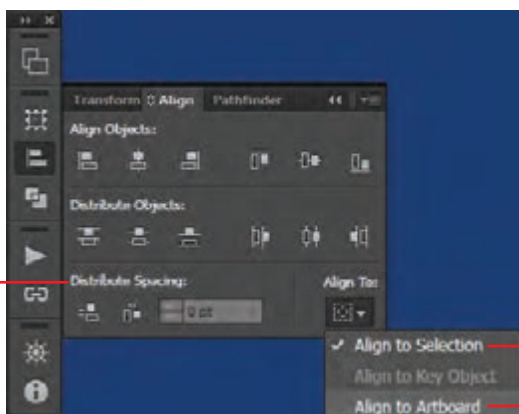 Transform Align Pathfinder
Align Objects:
Distribute Objects:
Distribute Spacing: Align To:
0 pt
Align to Selection
Align to Key Object
Align to Artboard